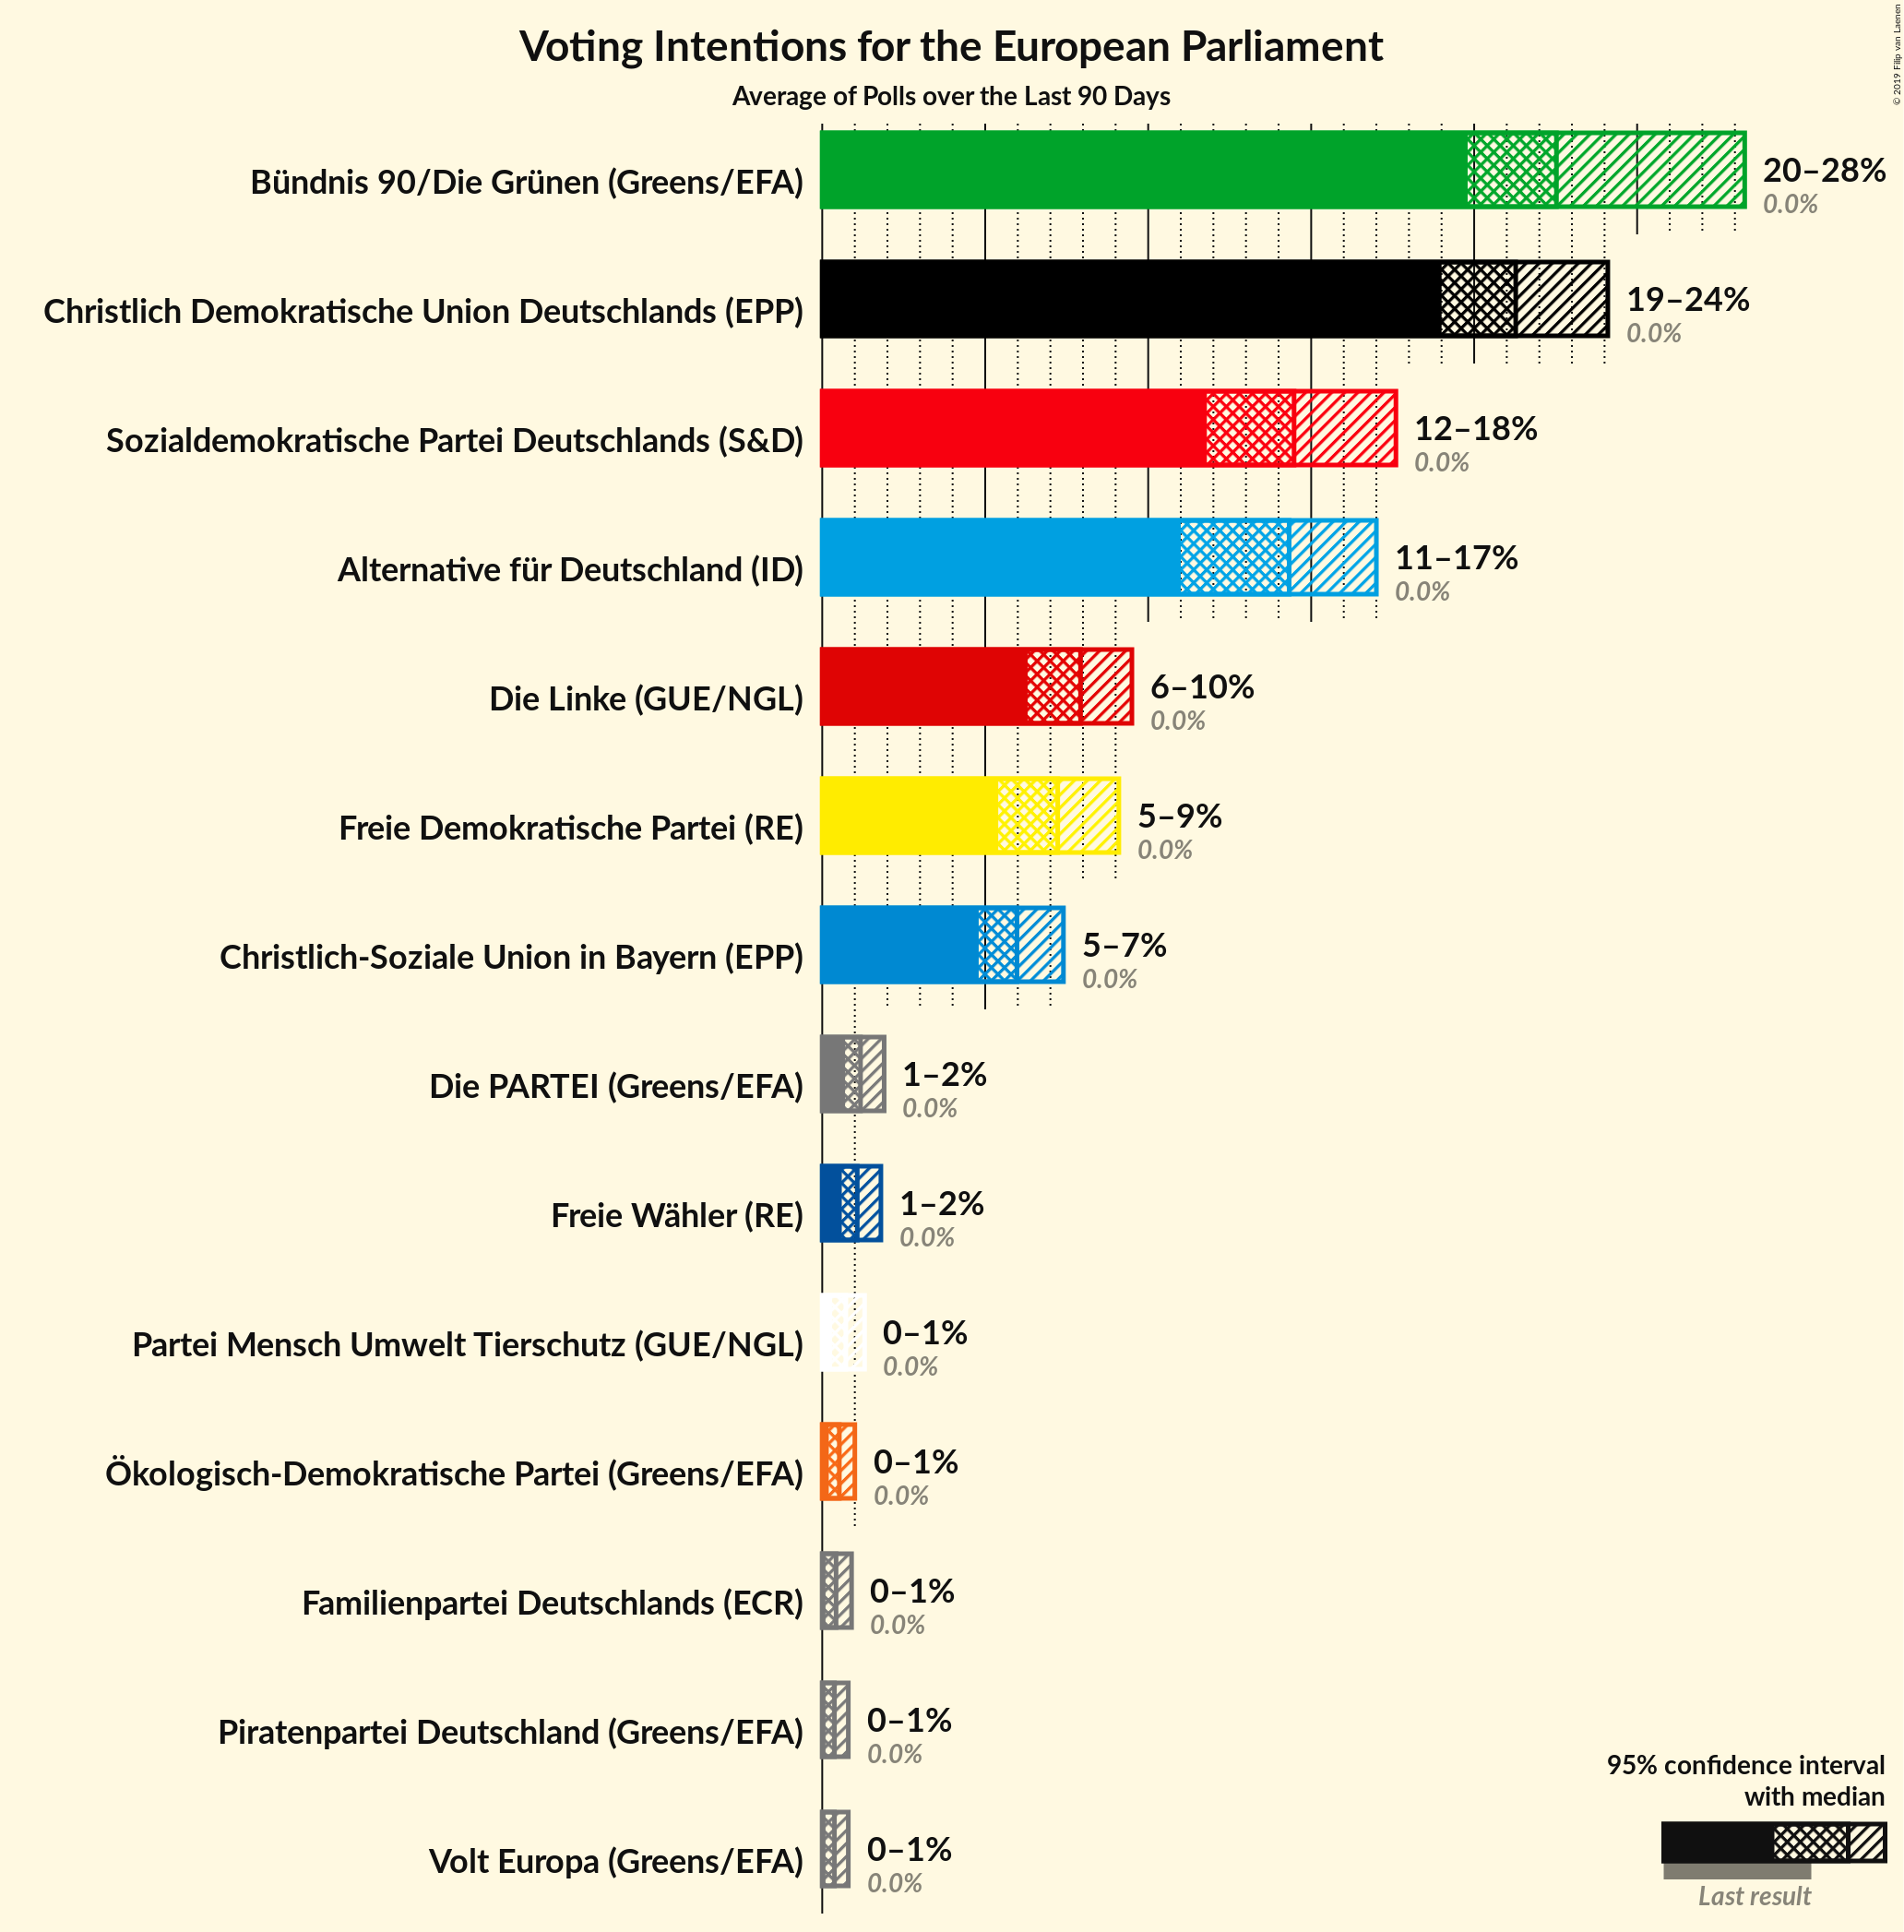 Voting Intentions for the European Parliament
Average of Polls over the Last 90 Days
© 2019 Filip van Laenen
Bündnis 90/Die Grünen (Greens/EFA)
20–28%
0.0%
Christlich Demokratische Union Deutschlands (EPP)
19–24%
0.0%
Sozialdemokratische Partei Deutschlands (S&D)
12–18%
0.0%
Alternative für Deutschland (ID)
11–17%
0.0%
Die Linke (GUE/NGL)
6–10%
0.0%
Freie Demokratische Partei (RE)
5–9%
0.0%
Christlich-Soziale Union in Bayern (EPP)
5–7%
0.0%
Die PARTEI (Greens/EFA)
1–2%
0.0%
Freie Wähler (RE)
1–2%
0.0%
Partei Mensch Umwelt Tierschutz (GUE/NGL)
0–1%
0.0%
Ökologisch-Demokratische Partei (Greens/EFA)
0–1%
0.0%
Familienpartei Deutschlands (ECR)
0–1%
0.0%
Piratenpartei Deutschland (Greens/EFA)
0–1%
0.0%
Volt Europa (Greens/EFA)
0–1%
0.0%
95% confidence interval
with median
Last result